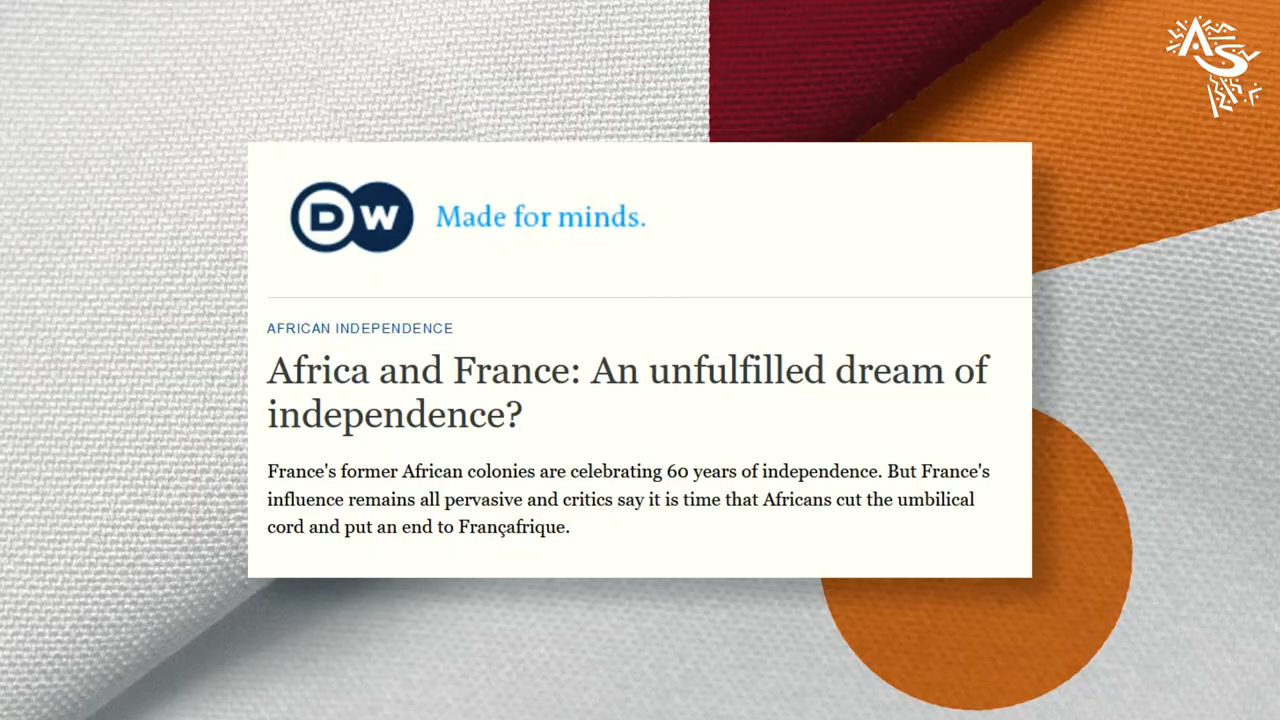 AS
DW Made for minds.
AFRICAN INDEPENDENCE
Africa and France: An unfulfilled dream of
independence?
France's former African colonies are celebrating 60 years of independence. But France's
influence remains all pervasive and critics say it is time that Africans cut the umbilical
cord and put an end to Françafrique.